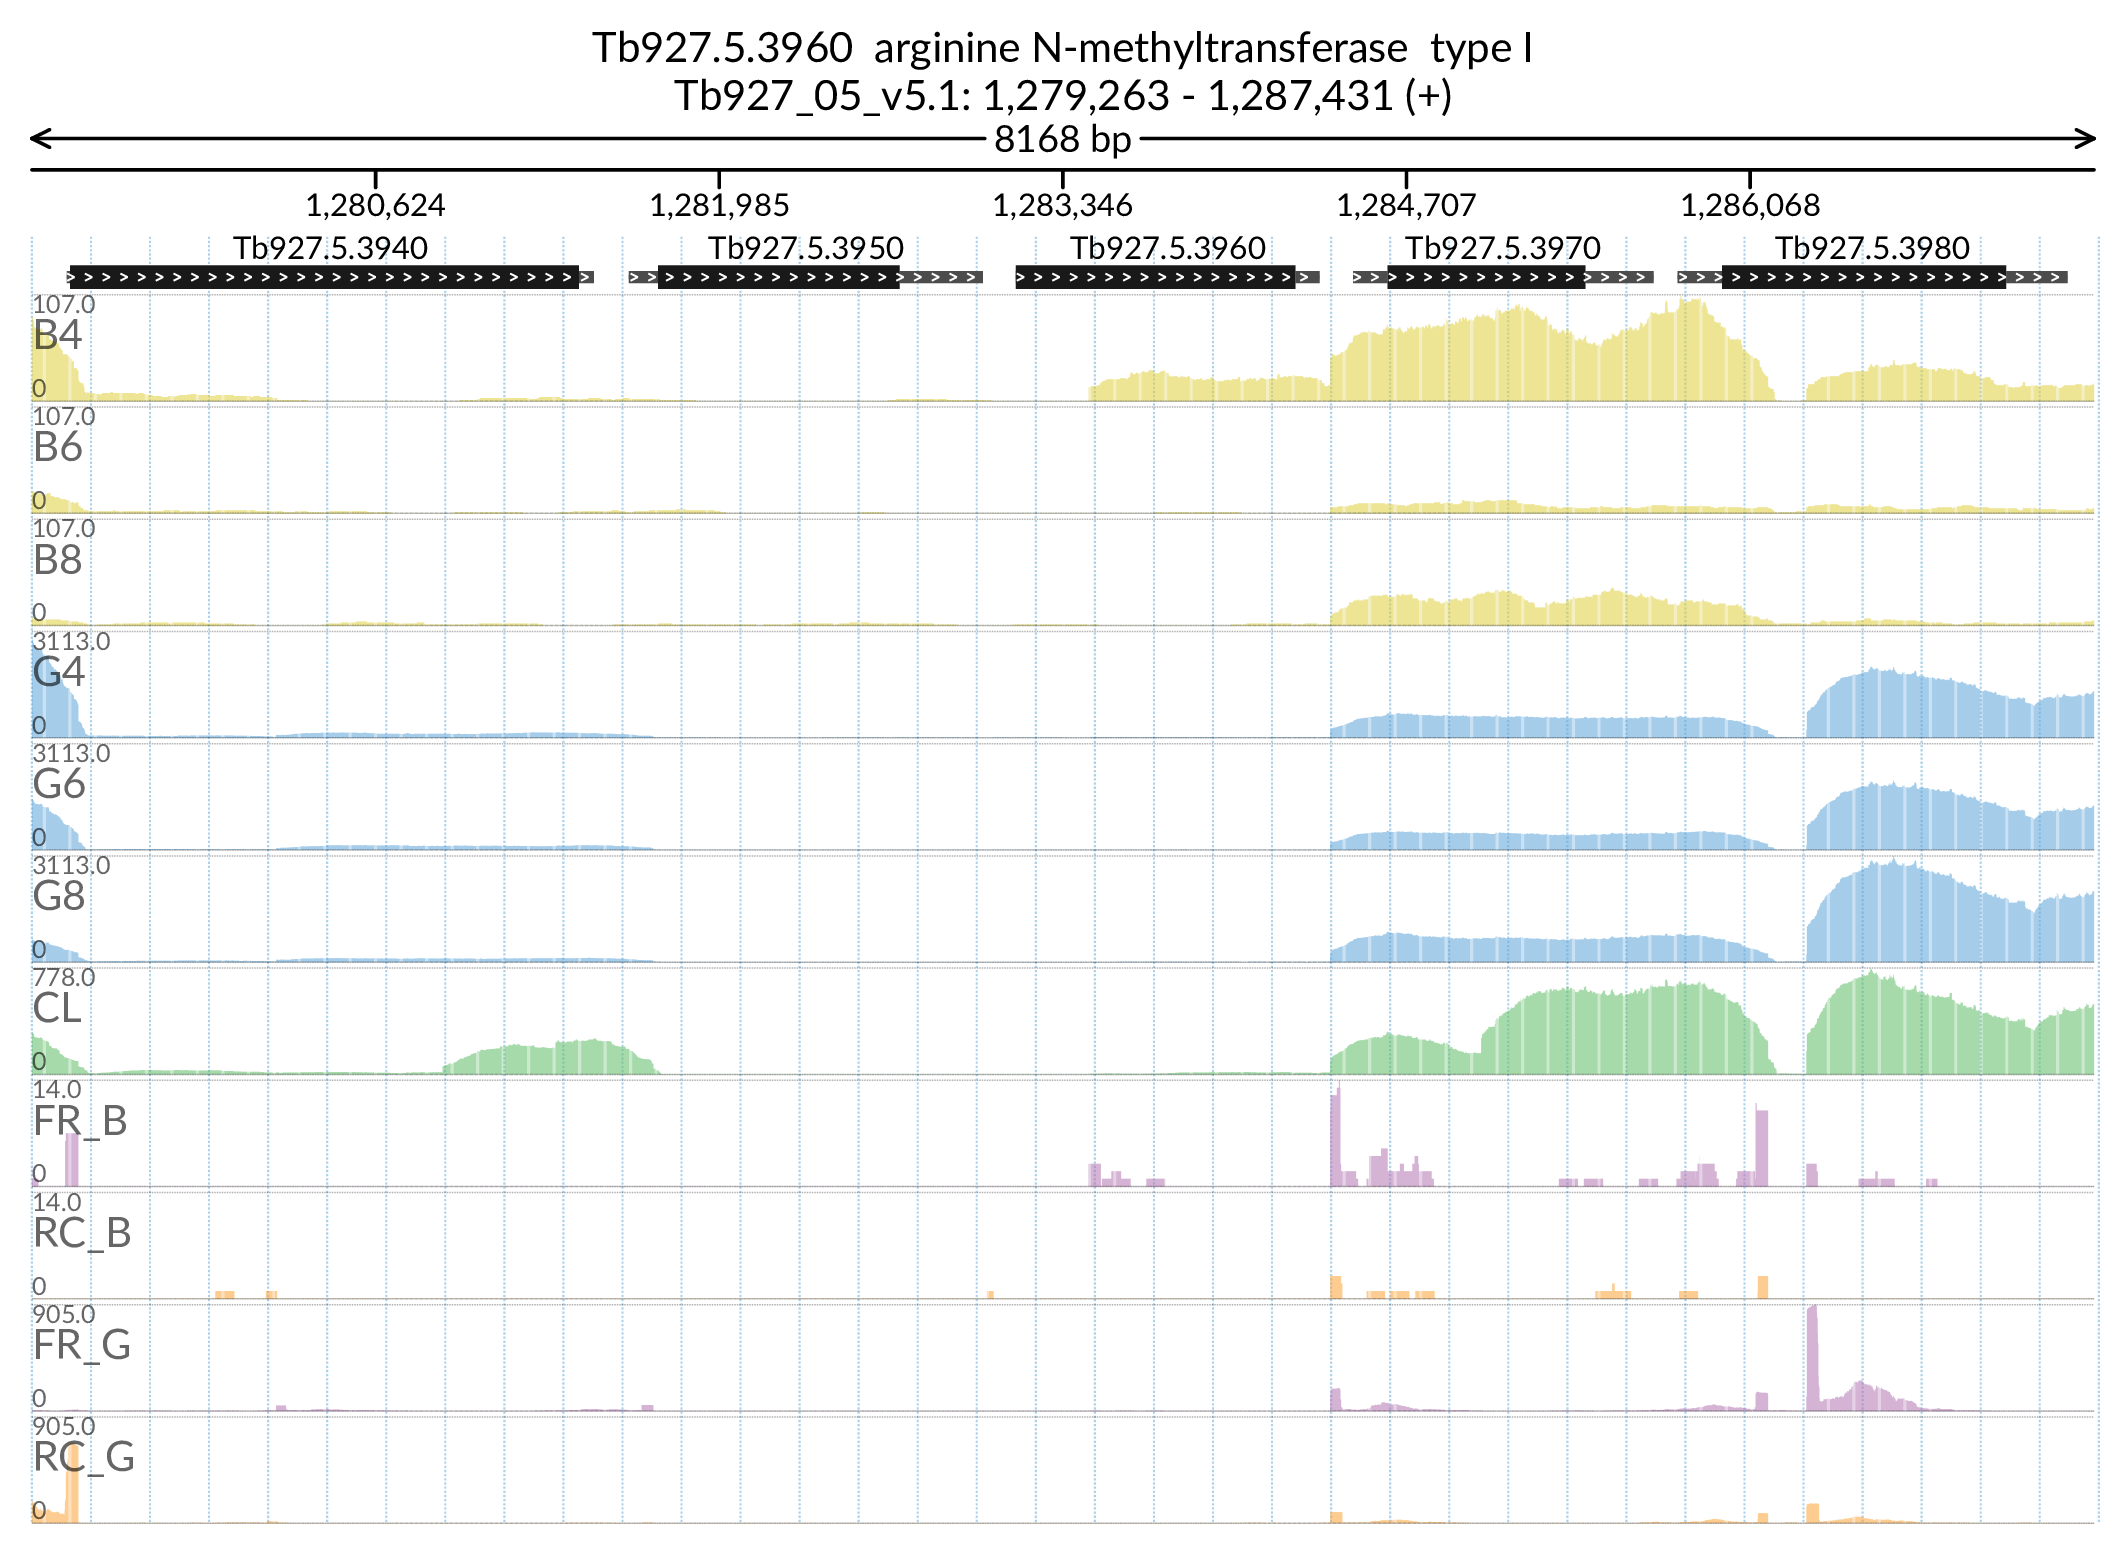 Tb927.5.3960 arginine N-methyltransferase type I
Tb927_05_v5.1: 1,279,263 - 1,287,431 (+)
8168 bp
1,280,624 1,281,985 1,283,346 1,284,707 1,286,068
Tb927.5.3940 Tb927.5.3950 Tb927.5.3960 Tb927.5.3970 Tb927.5.3980
107.0
B4
0
107.0
B6
0
107.0
B8
0
3113.0
G4
0
3113.0
G6
0
3113.0
G8
0
778.0
CL
0
14.0
FR_B
0
14.0
RC_B
0
905.0
FR_G
0
905.0
RC_G
0